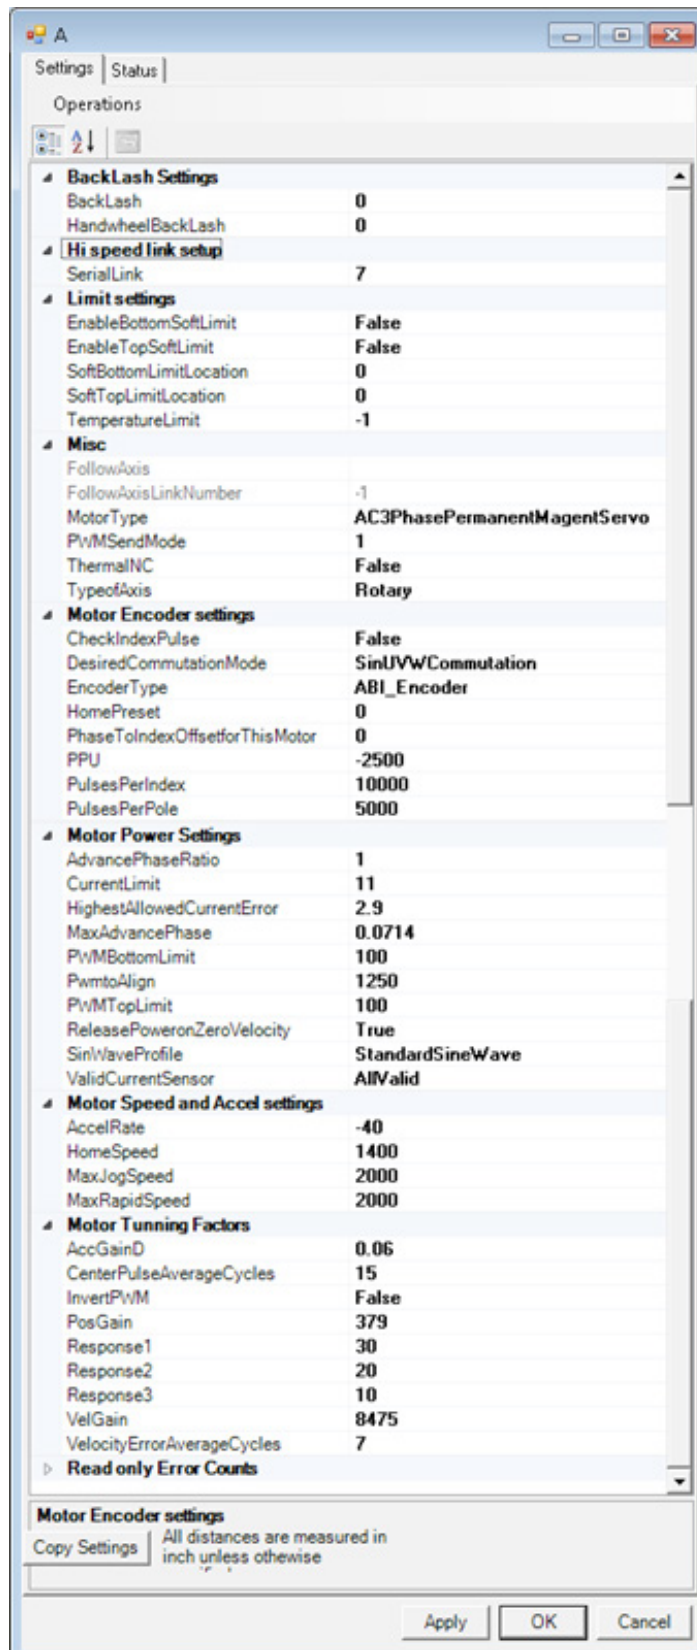 A
Settings Status
Operations
BackLash Settings
BackLash 0
HandwheelBackLash 0
Hi speed link setup
SerialLink 7
Limit settings
EnableBottomSoftLimit False
EnableTopSoftLimit False
SoftBottomLimitLocation 0
SoftTopLimitLocation 0
TemperatureLimit -1
Misc
FollowAxis
FollowAxisLinkNumber -1
MotorType AC3PhasePermanentMagentServo
PWMSendMode 1
ThermalNC False
TypeofAxis Rotary
Motor Encoder settings
CheckIndexPulse False
DesiredCommutationMode SinUVWCommutation
EncoderType ABI_Encoder
HomePreset 0
PhaseToIndexOffsetforThisMotor 0
PPU -2500
PulsesPerIndex 10000
PulsesPerPole 5000
Motor Power Settings
AdvancePhaseRatio 1
CurrentLimit 11
HighestAllowedCurrentError 2.9
MaxAdvancePhase 0.0714
PWMBottomLimit 100
PwmtoAlign 1250
PWMTopLimit 100
ReleasePoweronZeroVelocity True
SinWaveProfile StandardSineWave
ValidCurrentSensor AllValid
Motor Speed and Accel settings
AccelRate -40
HomeSpeed 1400
MaxJogSpeed 2000
MaxRapidSpeed 2000
Motor Tunning Factors
AccGainD 0.06
CenterPulseAverageCycles 15
InvertPWM False
PosGain 379
Response1 30
Response2 20
Response3 10
VelGain 8475
VelocityErrorAverageCycles 7
Read only Error Counts
Motor Encoder settings
Copy Settings All distances are measured in
inch unless othewise
Apply OK Cancel